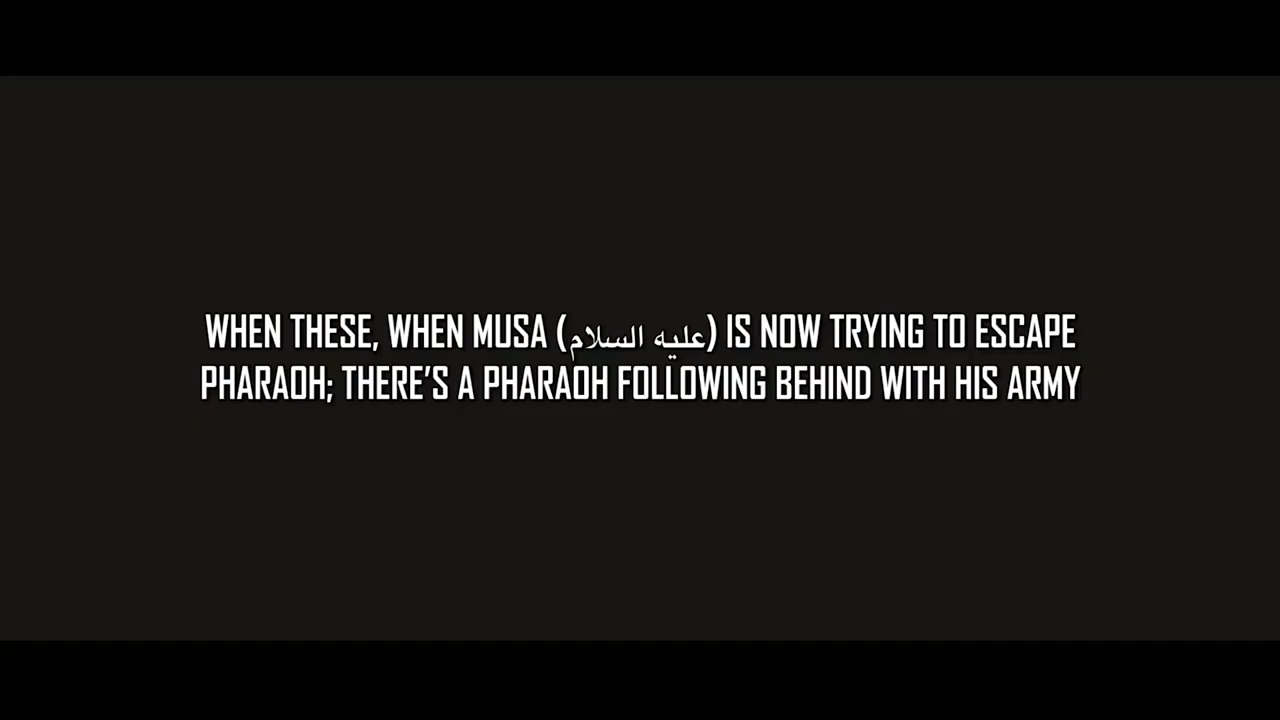 WHEN THESE, WHEN MUSA (عليه السلام) IS NOW TRYING TO ESCAPE
PHARAOH; THERE'S A PHARAOH FOLLOWING BEHIND WITH HIS ARMY